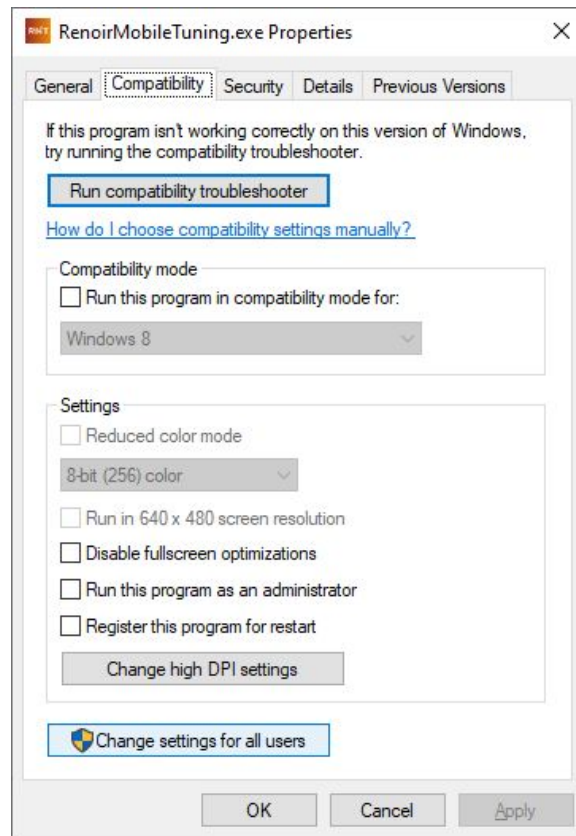 RMT RenoirMobileTuning.exe Properties
General Compatibility Security Details Previous Versions
If this program isn't working correctly on this version of Windows,
try running the compatibility troubleshooter.
Run compatibility troubleshooter
How do I choose compatibility settings manually?
Compatibility mode
Run this program in compatibility mode for:
Windows 8
Settings
Reduced color mode
8-bit (256) color
Run in 640 x 480 screen resolution
Disable fullscreen optimizations
Run this program as an administrator
Register this program for restart
Change high DPI settings
Change settings for all users
OK Cancel Apply